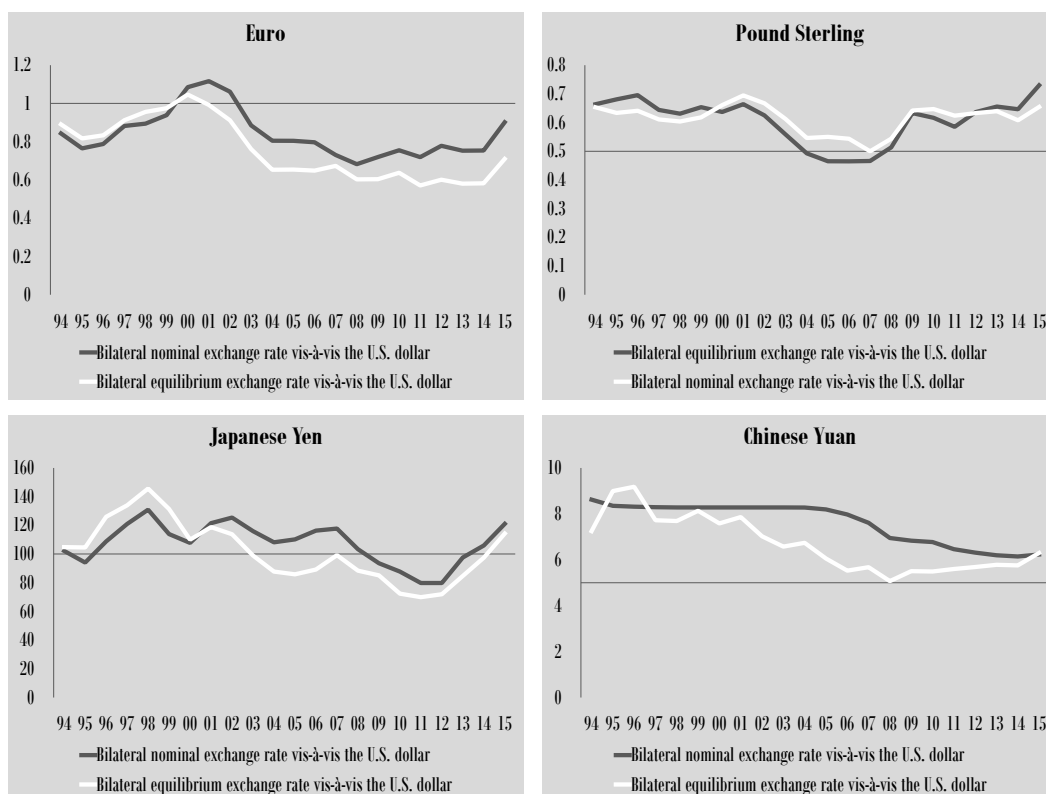 Euro
1.2
1
0.8
0.6
0.4
0.2
0
94 95 96 97 98 99 00 01 02 03 04 05 06 07 08 09 10 11 12 13 14 15
Bilateral nominal exchange rate vis-à-vis the U.S. dollar
Bilateral equilibrium exchange rate vis-à-vis the U.S. dollar
Pound Sterling
0.8
0.7
0.6
0.5
0.4
0.3
0.2
0.1
0
94 95 96 97 98 99 00 01 02 03 04 05 06 07 08 09 10 11 12 13 14 15
Bilateral equilibrium exchange rate vis-à-vis the U.S. dollar
Bilateral nominal exchange rate vis-à-vis the U.S. dollar
Japanese Yen
160
140
120
100
80
60
40
20
0
94 95 96 97 98 99 00 01 02 03 04 05 06 07 08 09 10 11 12 13 14 15
Bilateral nominal exchange rate vis-à-vis the U.S. dollar
Bilateral equilibrium exchange rate vis-à-vis the U.S. dollar
Chinese Yuan
10
8
6
4
2
0
94 95 96 97 98 99 00 01 02 03 04 05 06 07 08 09 10 11 12 13 14 15
Bilateral nominal exchange rate vis-à-vis the U.S. dollar
Bilateral equilibrium exchange rate vis-à-vis the U.S. dollar